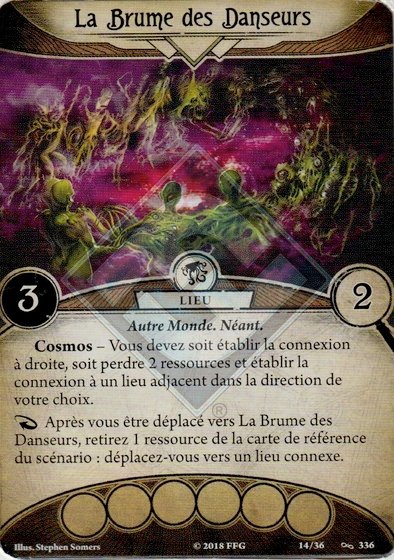 La Brume des Danseurs
3
LIEU
2
Autre Monde. Néant.
Cosmos – Vous devez soit établir la connexion
à droite, soit perdre 2 ressources et établir la
connexion à un lieu adjacent dans la direction de
votre choix.
Après vous être déplacé vers La Brume des
Danseurs, retirez 1 ressource de la carte de référence
du scénario : déplacez-vous vers un lieu connexe.
®
Illus. Stephen Somers
© 2018 FFG
14/36
336